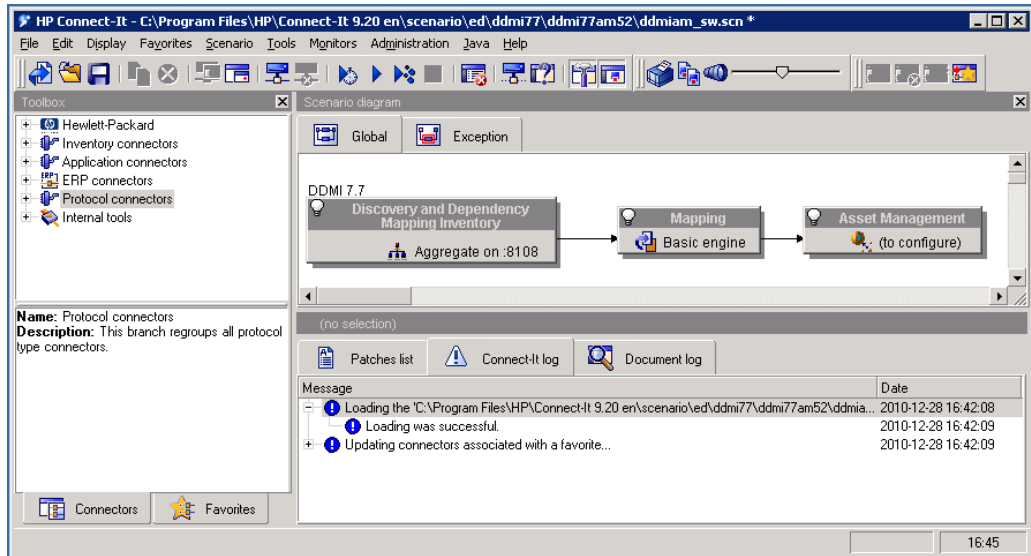 HP Connect-It - C:\Program Files\HP\Connect-It 9.20 en\scenario\ed\ddmi77\ddmi77am52\ddmiam_sw.scn *
File Edit Display Favorites Scenario Tools Monitors Administration Java Help
Toolbox
Hewlett-Packard
Inventory connectors
Application connectors
ERP connectors
Protocol connectors
Internal tools
Name: Protocol connectors
Description: This branch regroups all protocol
type connectors.
Connectors Favorites
Scenario diagram
Global Exception
DDMI 7.7
Discovery and Dependency
Mapping Inventory
Aggregate on :8108
Mapping
Basic engine
Asset Management
(to configure)
(no selection)
Patches list Connect-It log Document log
Message Date
Loading the 'C:\Program Files\HP\Connect-It 9.20 en\scenario\ed\ddmi77\ddmi77am52\ddmia... 2010-12-28 16:42:08
Loading was successful. 2010-12-28 16:42:09
Updating connectors associated with a favorite... 2010-12-28 16:42:09
16:45